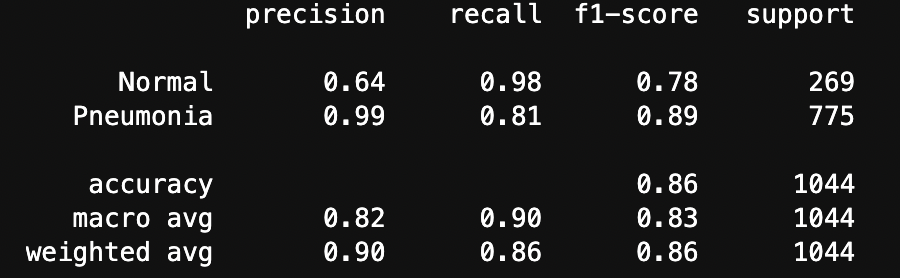 precision recall f1-score support
Normal 0.64 0.98 0.78 269
Pneumonia 0.99 0.81 0.89 775
accuracy 0.86 1044
macro avg 0.82 0.90 0.83 1044
weighted avg 0.90 0.86 0.86 1044